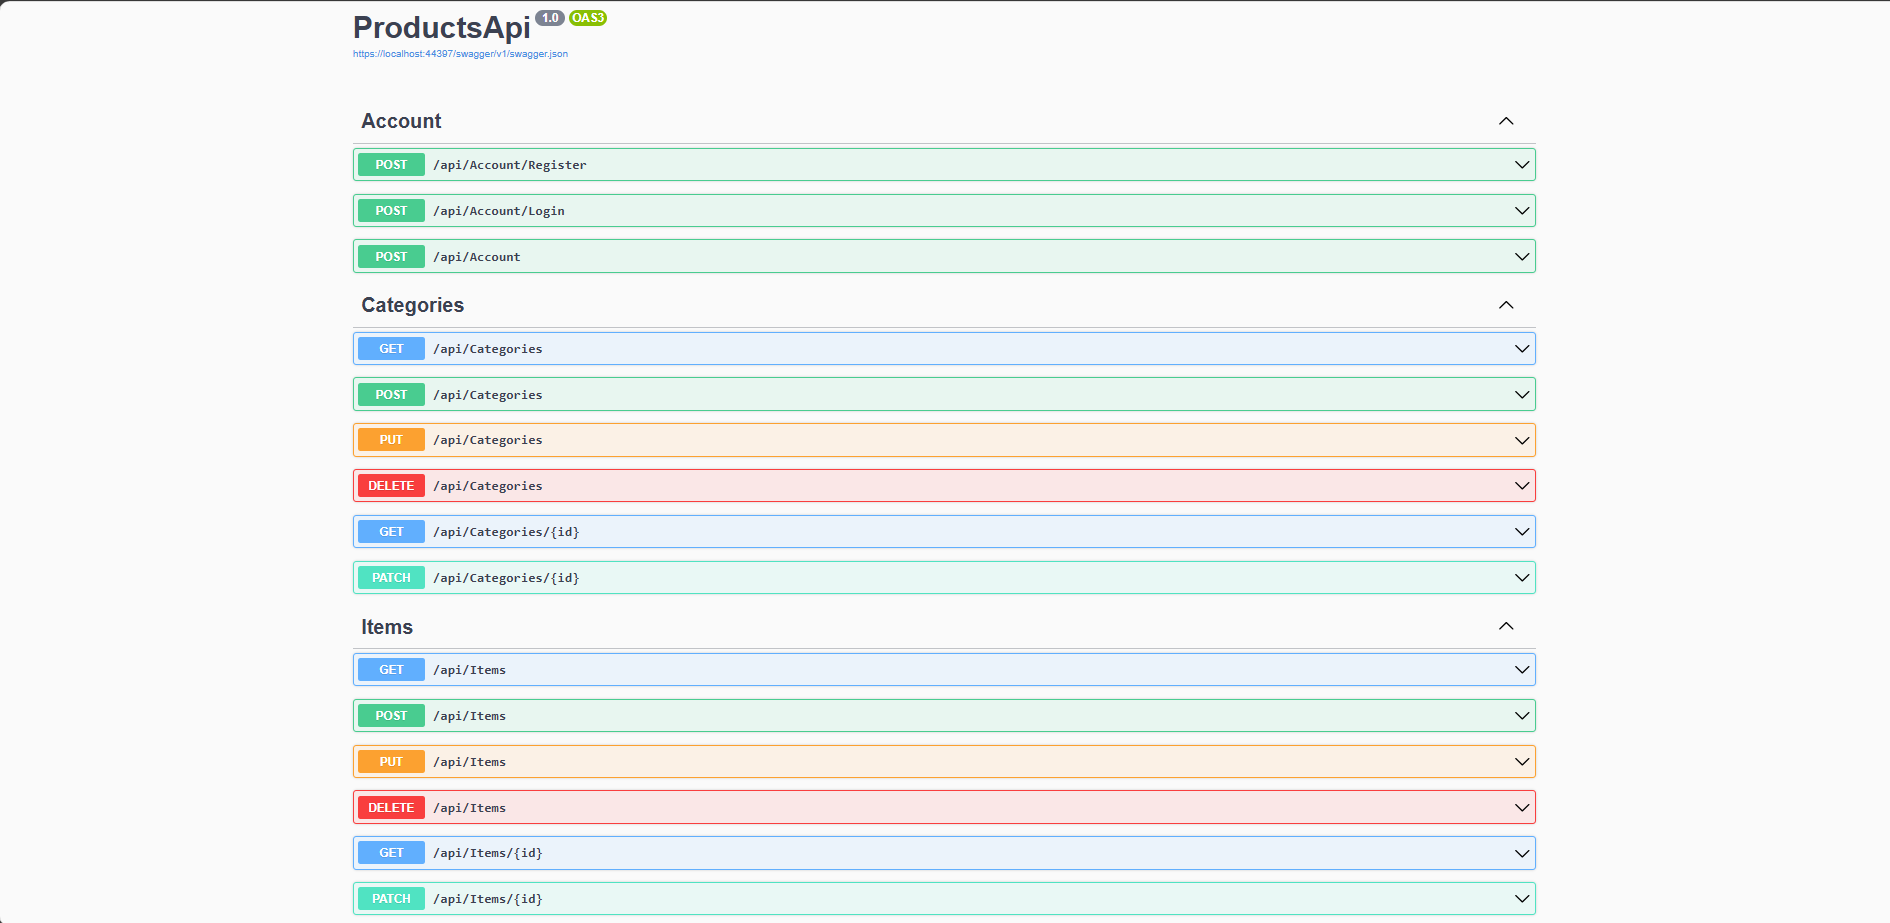 ProductsApi 1.0 OAS3
https://localhost:44397/swagger/v1/swagger.json
Account
POST /api/Account/Register
POST /api/Account/Login
POST /api/Account
Categories
GET /api/Categories
POST /api/Categories
PUT /api/Categories
DELETE /api/Categories
GET /api/Categories/{id}
PATCH /api/Categories/{id}
Items
GET /api/Items
POST /api/Items
PUT /api/Items
DELETE /api/Items
GET /api/Items/{id}
PATCH /api/Items/{id}